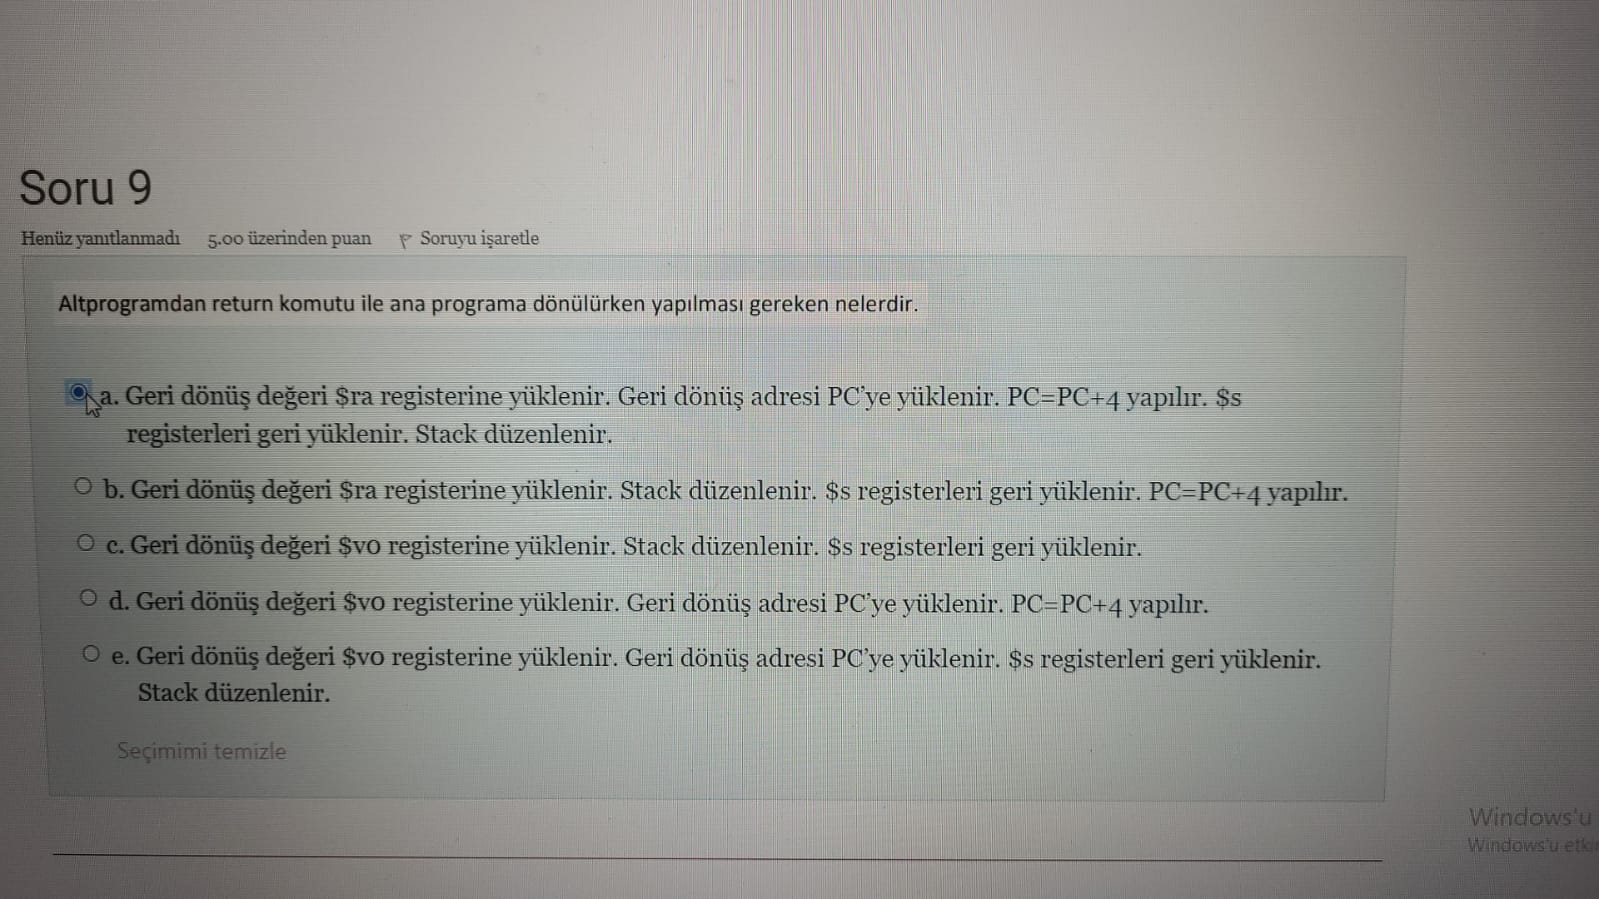 Soru 9
Henüz yanıtlanmadı 5.00 üzerinden puan Soruyu işaretle
Altprogramdan return komutu ile ana programa dönülürken yapılması gereken nelerdir.
a. Geri dönüş değeri $ra registerine yüklenir. Geri dönüş adresi PC’ye yüklenir. PC=PC+4 yapılır. $s
registerleri geri yüklenir. Stack düzenlenir.
b. Geri dönüş değeri $ra registerine yüklenir. Stack düzenlenir. $s registerleri geri yüklenir. PC=PC+4 yapılır.
c. Geri dönüş değeri $v0 registerine yüklenir. Stack düzenlenir. $s registerleri geri yüklenir.
d. Geri dönüş değeri $v0 registerine yüklenir. Geri dönüş adresi PC’ye yüklenir. PC=PC+4 yapılır.
e. Geri dönüş değeri $v0 registerine yüklenir. Geri dönüş adresi PC’ye yüklenir. $s registerleri geri yüklenir.
Stack düzenlenir.
Seçimimi temizle
Windows'u
Windows'u